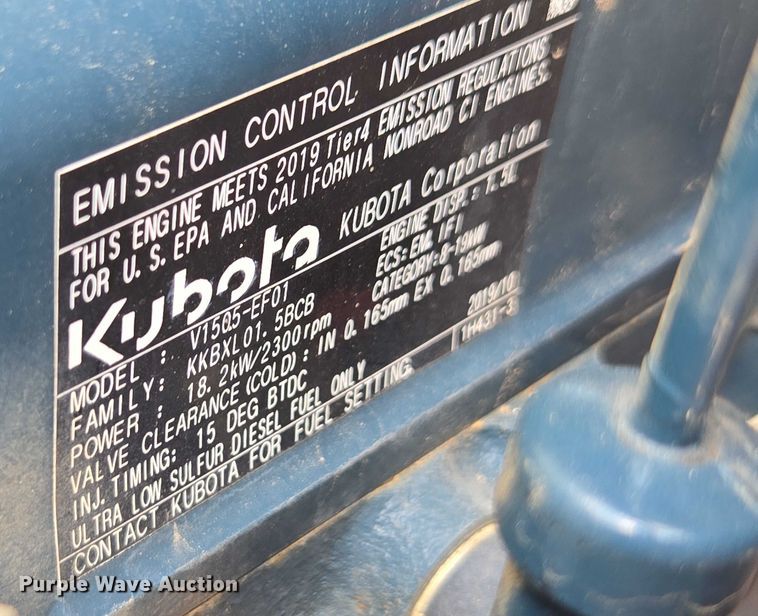 EMISSION CONTROL INFORMATION
THIS ENGINE MEETS 2019 Tier4 EMISSION REGULATIONS
FOR U.S. EPA AND CALIFORNIA NONROAD CI ENGINES.
Kubota KUBOTA Corporation
MODEL : V1505-EF01 ENGINE DISP.: 1.5L
FAMILY: KKBXL01.5BCB ECS: EM, IFI
POWER : 18.2kW/2300rpm CATEGORY: 8-19kW
VALVE CLEARANCE (COLD): IN 0.165mm EX 0.165mm
INJ. TIMING: 15 DEG BTDC
ULTRA LOW SULFUR DIESEL FUEL ONLY 2019/10
CONTACT KUBOTA FOR FUEL SETTING. 1H431-3
Purple Wave Auction